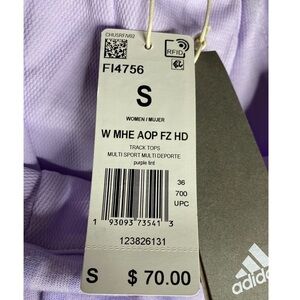 CHUSRFIV02
RFID
FI4756
S
WOMEN / MUJER
W MHE AOP FZ HD
TRACK TOPS
MULTI SPORT MULTI DEPORTE
purple tint
36
700
UPC
1 93093 73541 3
123826131
S $ 70.00
adidas